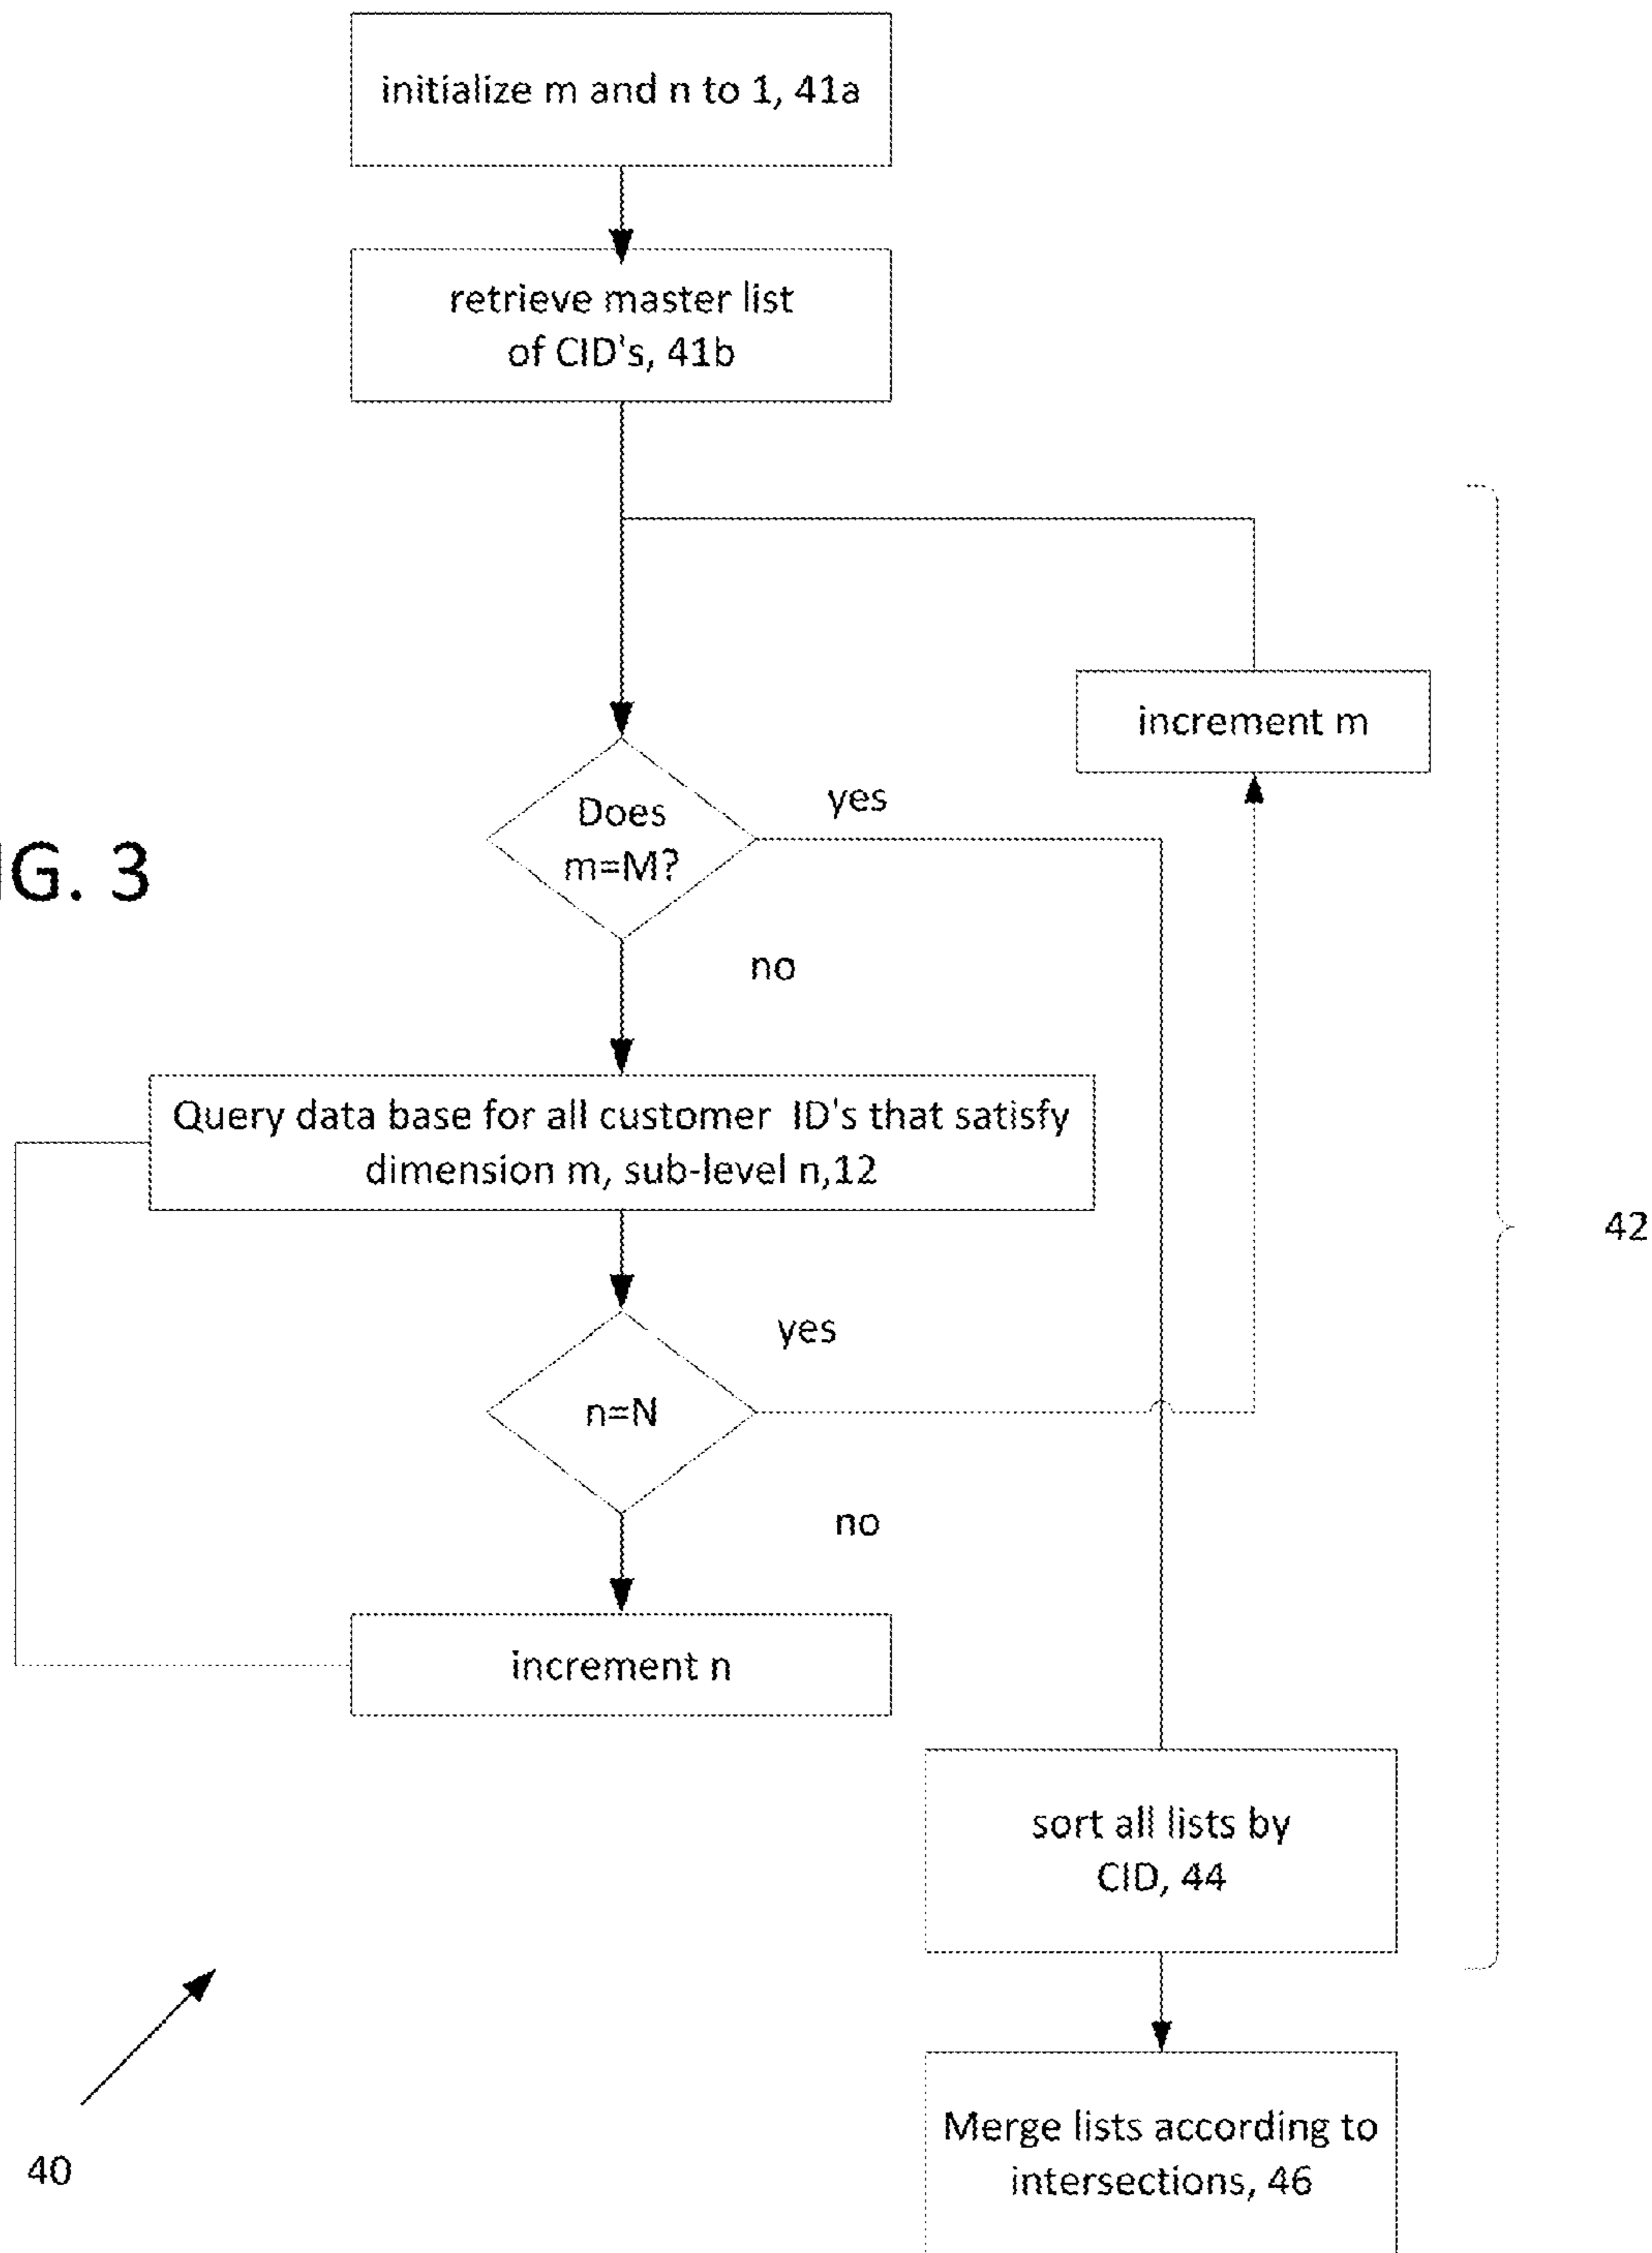 initialize m and n to 1, 41a
retrieve master list
of CID's, 41b
increment m
Does
m=M?
yes
G. 3
no
Query data base for all customer ID's that satisfy
dimension m, sub-level n,12
42
yes
n=N
no
increment n
sort all lists by
CID, 44
Merge lists according to
intersections, 46
40